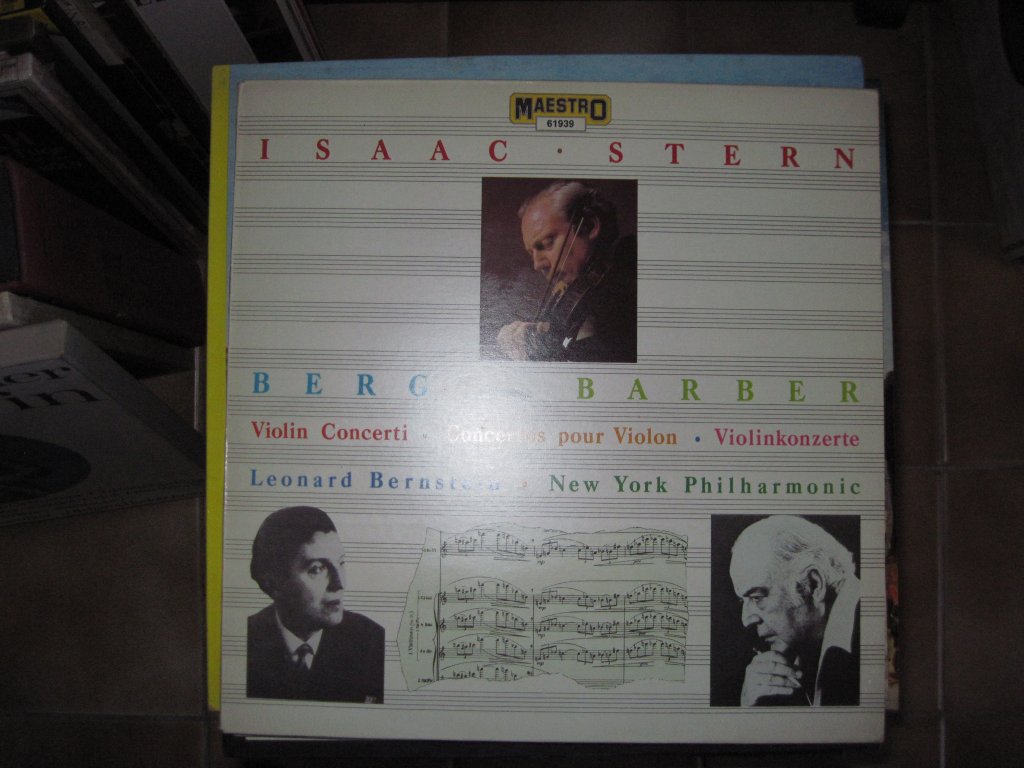 MAESTRO
61939
ISAAC · STERN
BERG BARBER
Violin Concerti · Concertos pour Violon · Violinkonzerte
Leonard Bernstein · New York Philharmonic